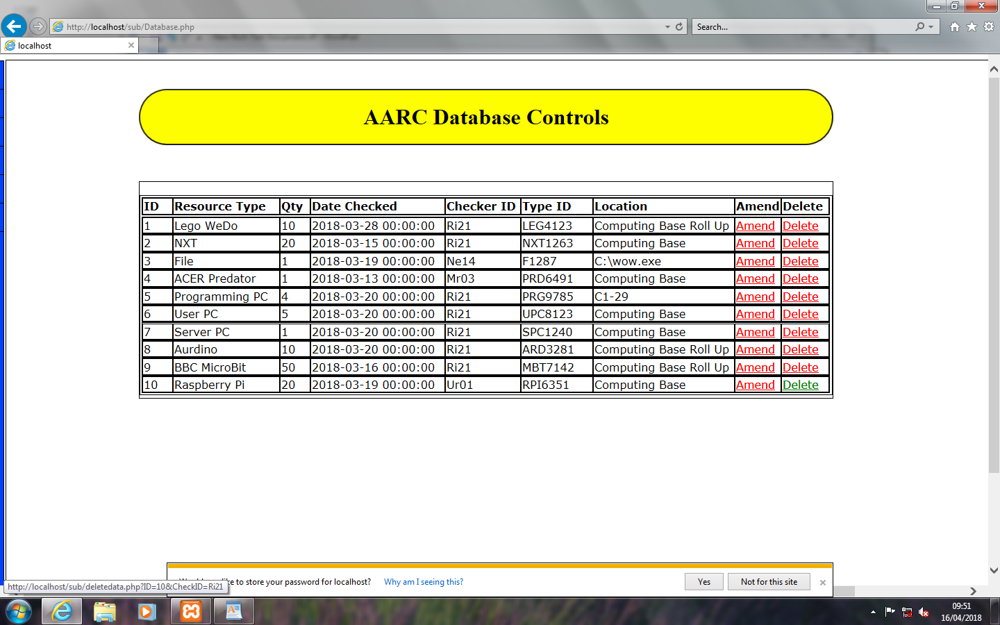 http://localhost/sub/Database.php
Search...
localhost
AARC Database Controls
ID Resource Type Qty Date Checked Checker ID Type ID Location Amend Delete
1 Lego WeDo 10 2018-03-28 00:00:00 Ri21 LEG4123 Computing Base Roll Up Amend Delete
2 NXT 20 2018-03-15 00:00:00 Ri21 NXT1263 Computing Base Amend Delete
3 File 1 2018-03-19 00:00:00 Ne14 F1287 C:\wow.exe Amend Delete
4 ACER Predator 1 2018-03-13 00:00:00 Mr03 PRD6491 Computing Base Amend Delete
5 Programming PC 4 2018-03-20 00:00:00 Ri21 PRG9785 C1-29 Amend Delete
6 User PC 5 2018-03-20 00:00:00 Ri21 UPC8123 Computing Base Amend Delete
7 Server PC 1 2018-03-20 00:00:00 Ri21 SPC1240 Computing Base Amend Delete
8 Aurdino 10 2018-03-20 00:00:00 Ri21 ARD3281 Computing Base Roll Up Amend Delete
9 BBC MicroBit 50 2018-03-16 00:00:00 Ri21 MBT7142 Computing Base Roll Up Amend Delete
10 Raspberry Pi 20 2018-03-19 00:00:00 Ur01 RPI6351 Computing Base Amend Delete
to store your password for localhost? Why am I seeing this? Yes Not for this site
http://localhost/sub/deletedata.php?ID=10&CheckID=Ri21
09:51
16/04/2018